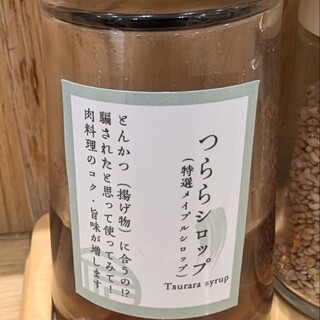 つららシロップ
(特選メイプルシロップ)
Tsurara syrup
とんかつ(揚げ物)に合うの!?
騙されたと思って使ってみて!
肉料理のコク・旨味が増します